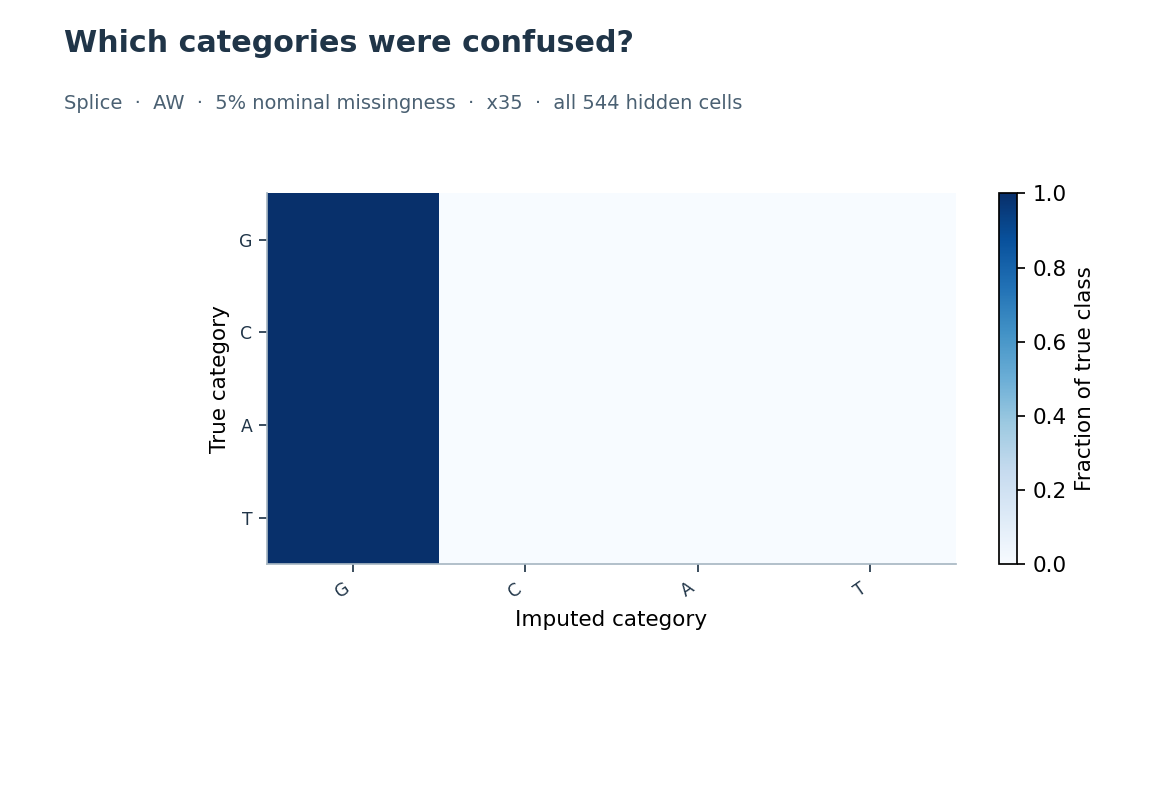 Which categories were confused?
Splice · AW · 5% nominal missingness · x35 · all 544 hidden cells
True category
G
C
A
T
G C A T
Imputed category
1.0
0.8
0.6
0.4
0.2
0.0
Fraction of true class